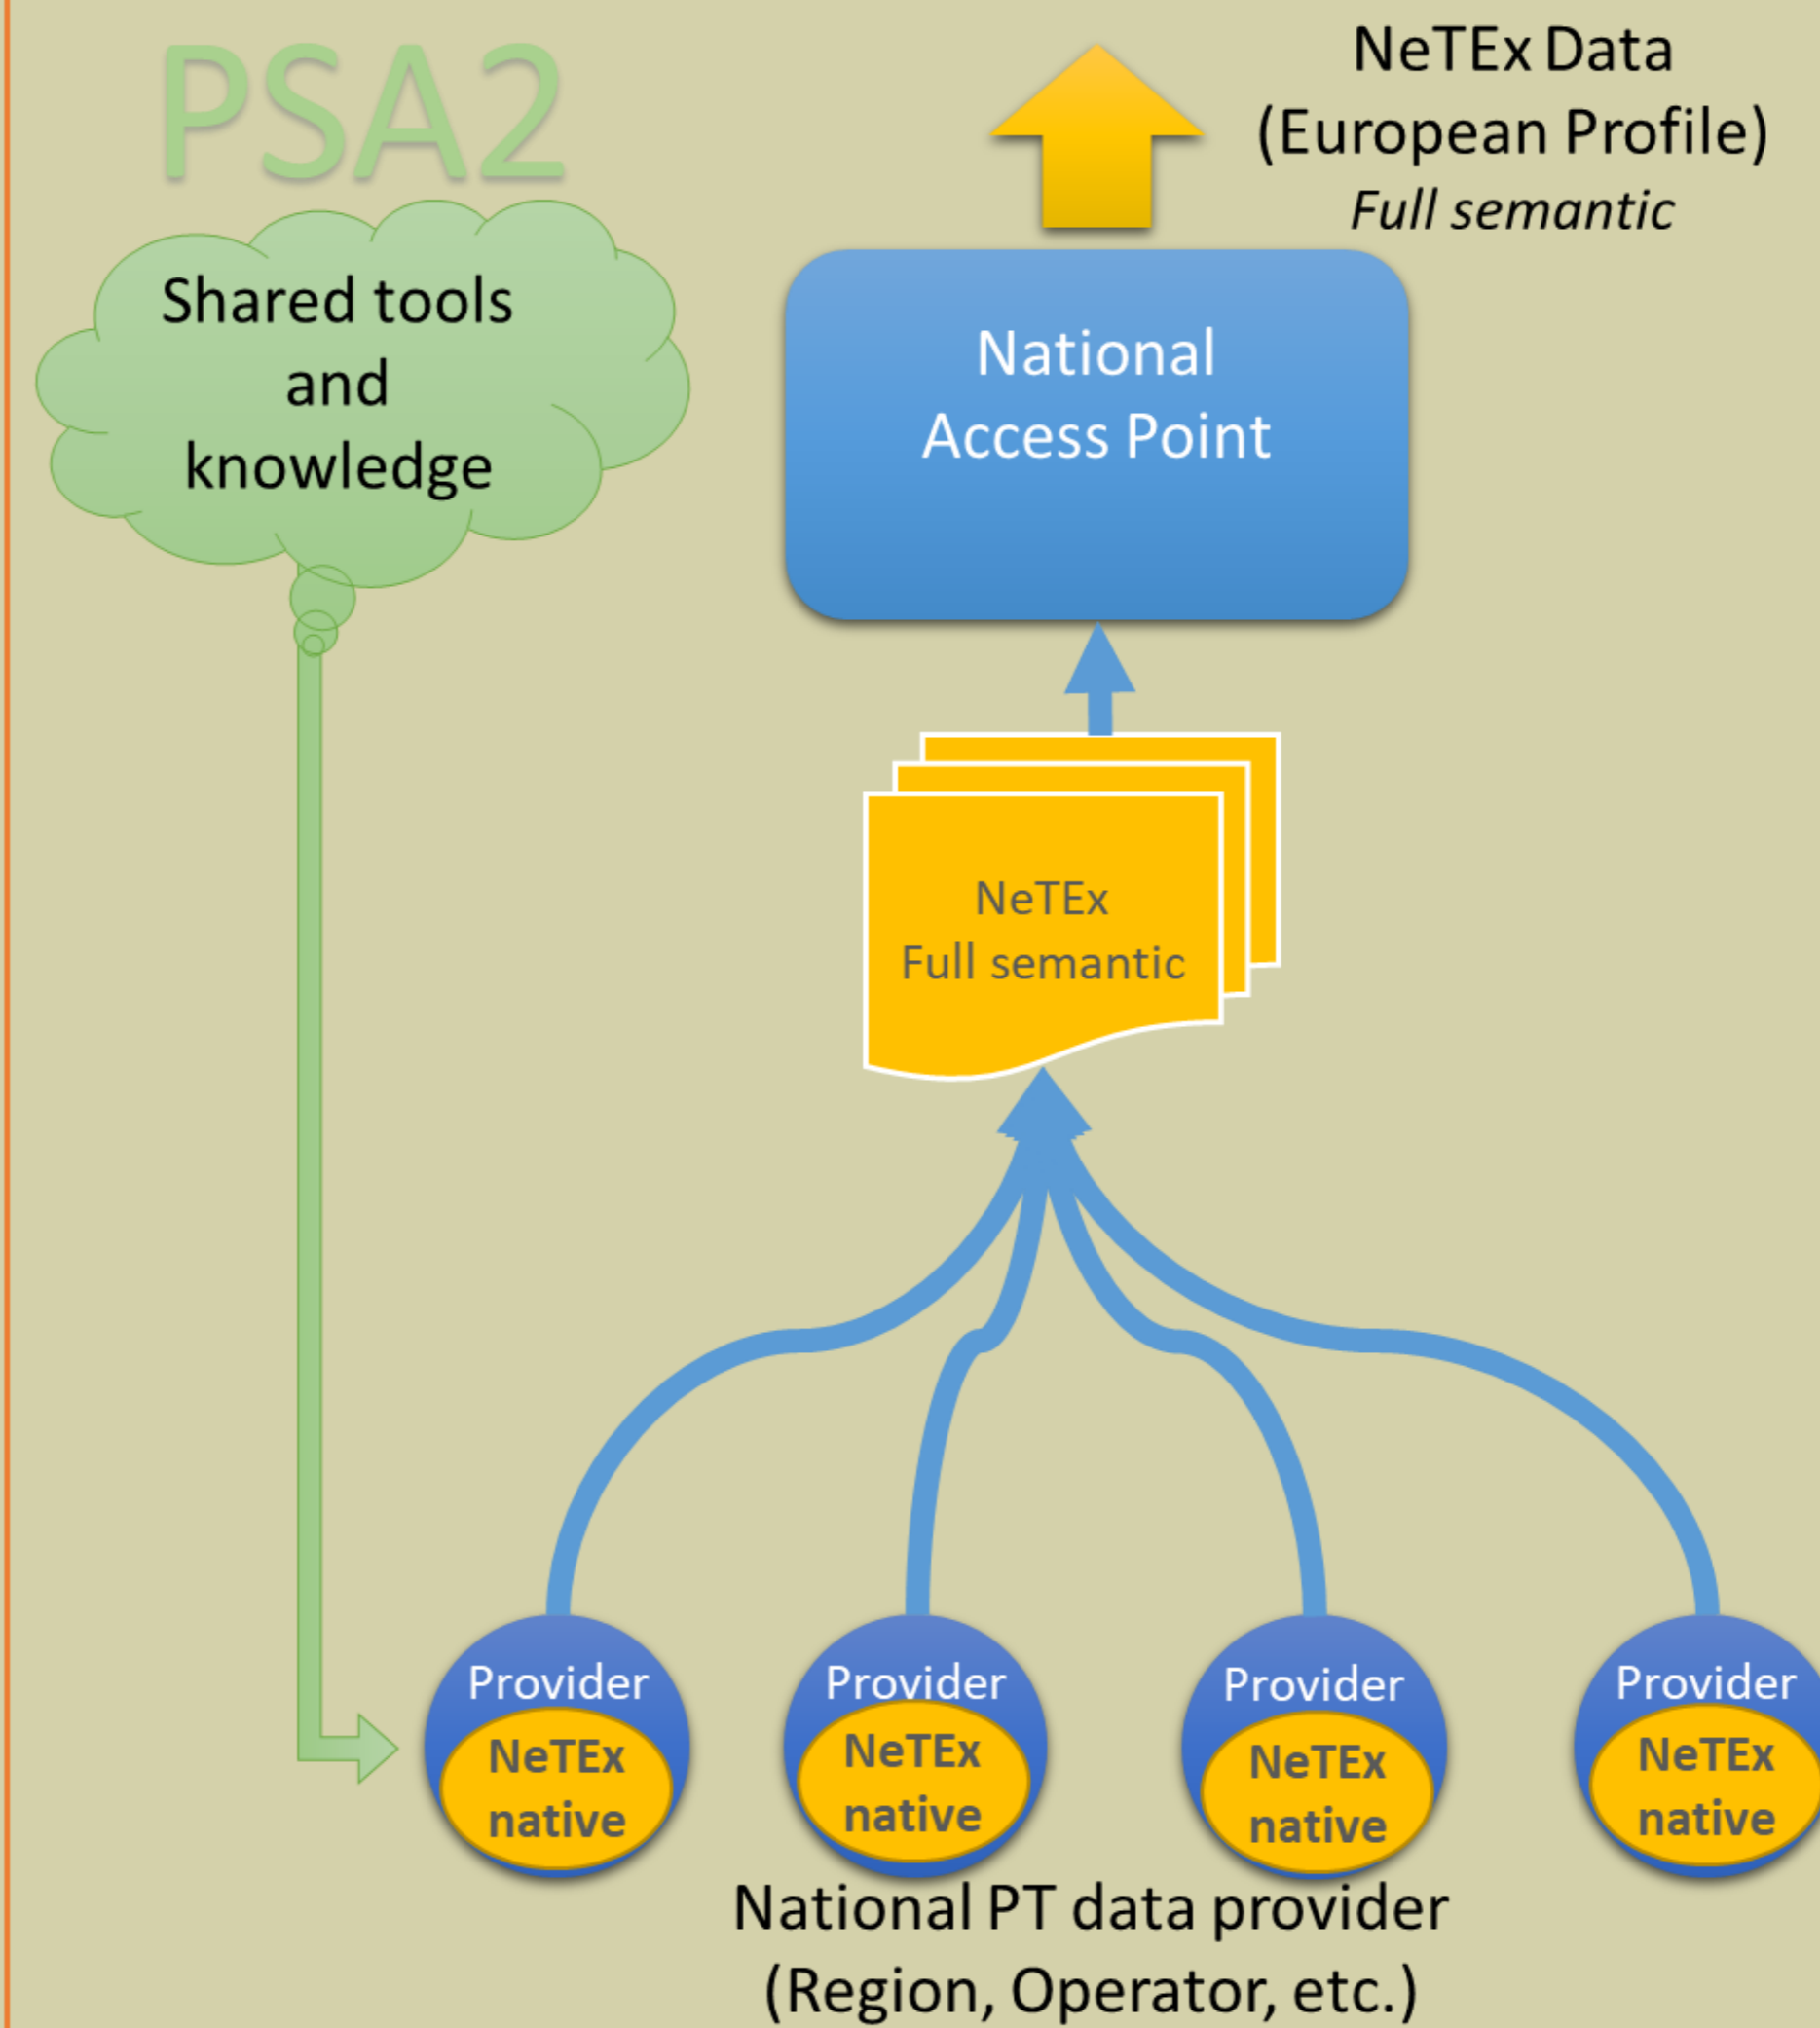 PSA2
NeTEx Data
(European Profile)
Full semantic
Shared tools
and
knowledge
National
Access Point
NeTEx
Full semantic
Provider
NeTEx
native
Provider
NeTEx
native
Provider
NeTEx
native
Provider
NeTEx
native
National PT data provider
(Region, Operator, etc.)